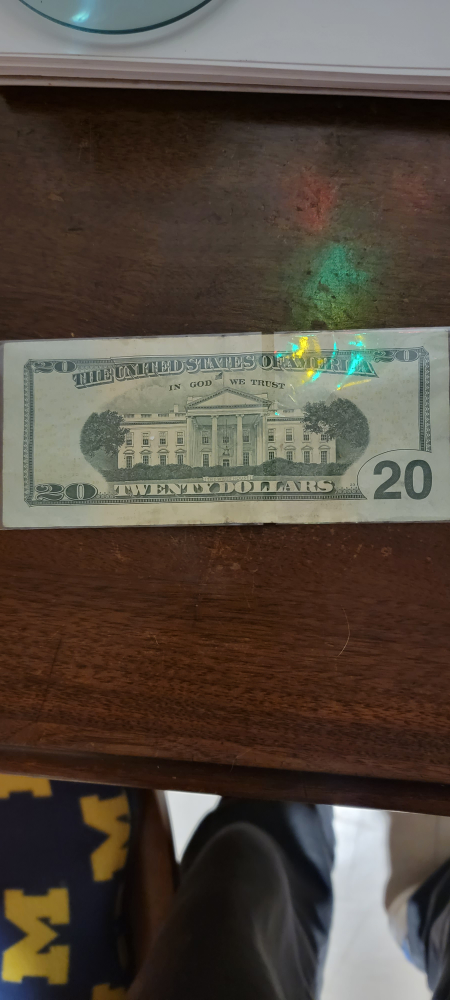 20 THE UNITED STATES OF AMERICA 20
IN GOD WE TRUST
20 TWENTY DOLLARS 20
M
M